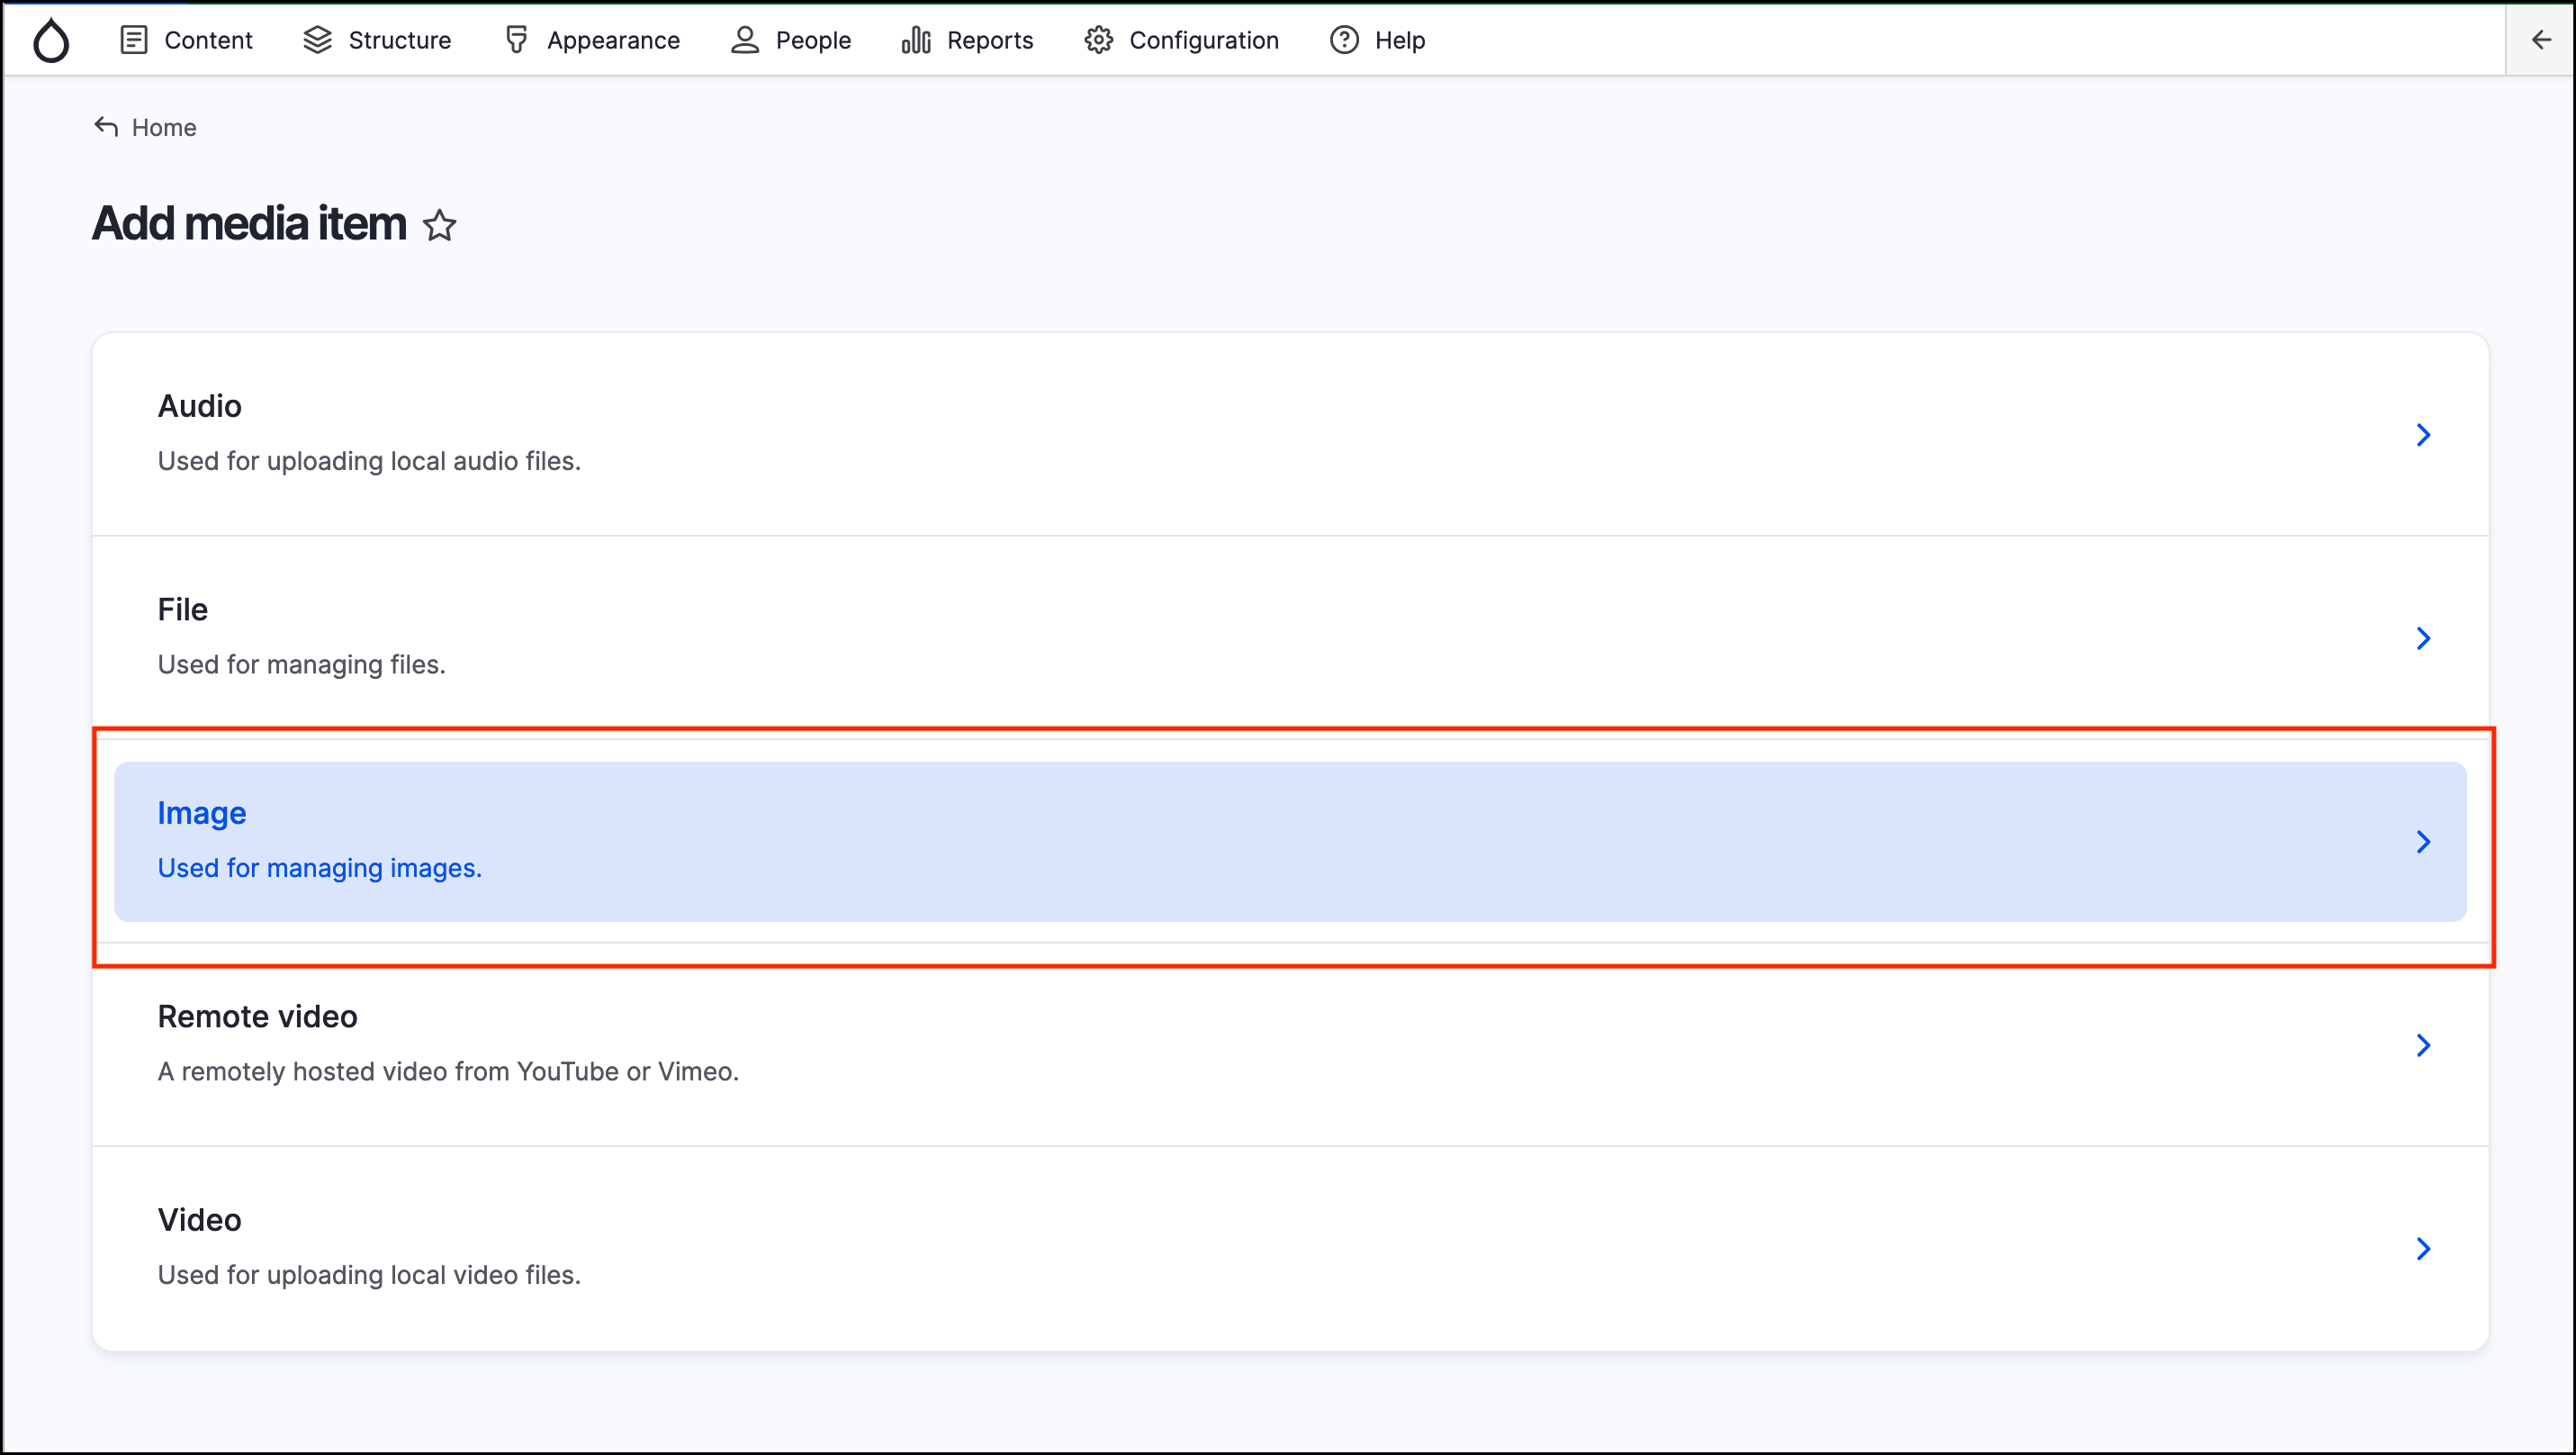 Content Structure Appearance People Reports Configuration Help
Home
Add media item
Audio
Used for uploading local audio files.
File
Used for managing files.
Image
Used for managing images.
Remote video
A remotely hosted video from YouTube or Vimeo.
Video
Used for uploading local video files.